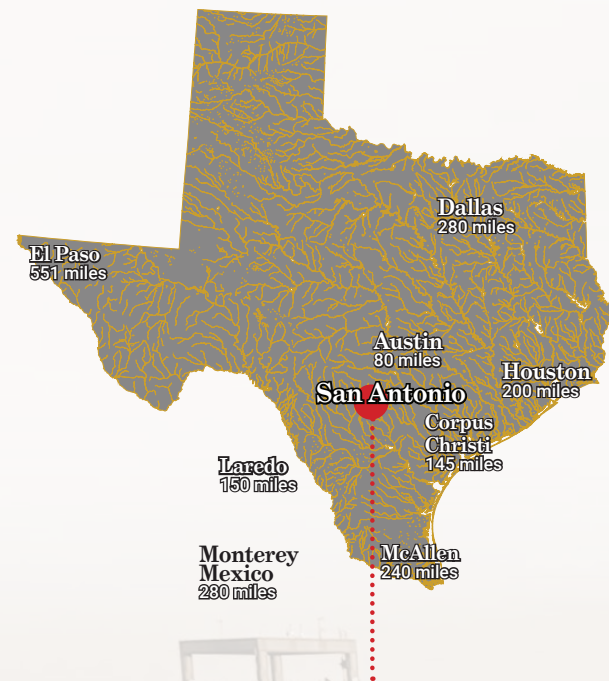 Dallas
280 miles
El Paso
551 miles
Austin
80 miles
Houston
200 miles
San Antonio
Corpus
Christi
145 miles
Laredo
150 miles
Monterey
Mexico
280 miles
McAllen
240 miles